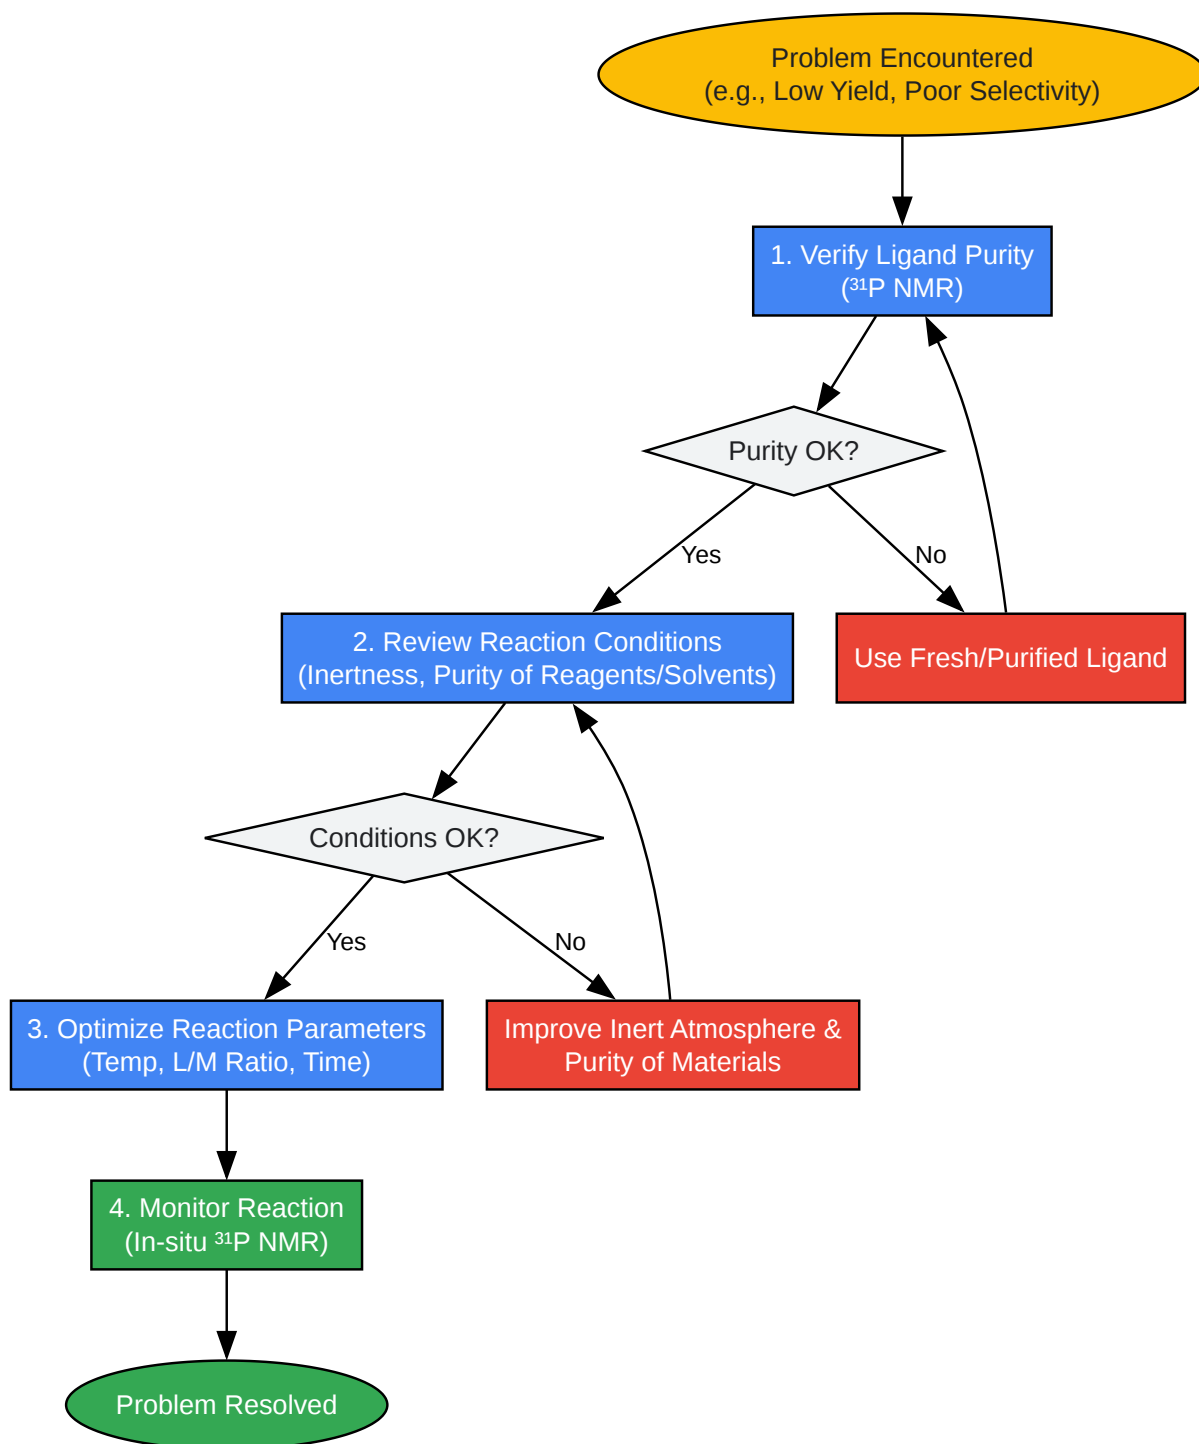 Problem Encountered
(e.g., Low Yield, Poor Selectivity)
1. Verify Ligand Purity
(³¹P NMR)
Purity OK?
Yes
No
2. Review Reaction Conditions
(Inertness, Purity of Reagents/Solvents)
Use Fresh/Purified Ligand
Conditions OK?
Yes
No
3. Optimize Reaction Parameters
(Temp, L/M Ratio, Time)
Improve Inert Atmosphere &
Purity of Materials
4. Monitor Reaction
(In-situ ³¹P NMR)
Problem Resolved